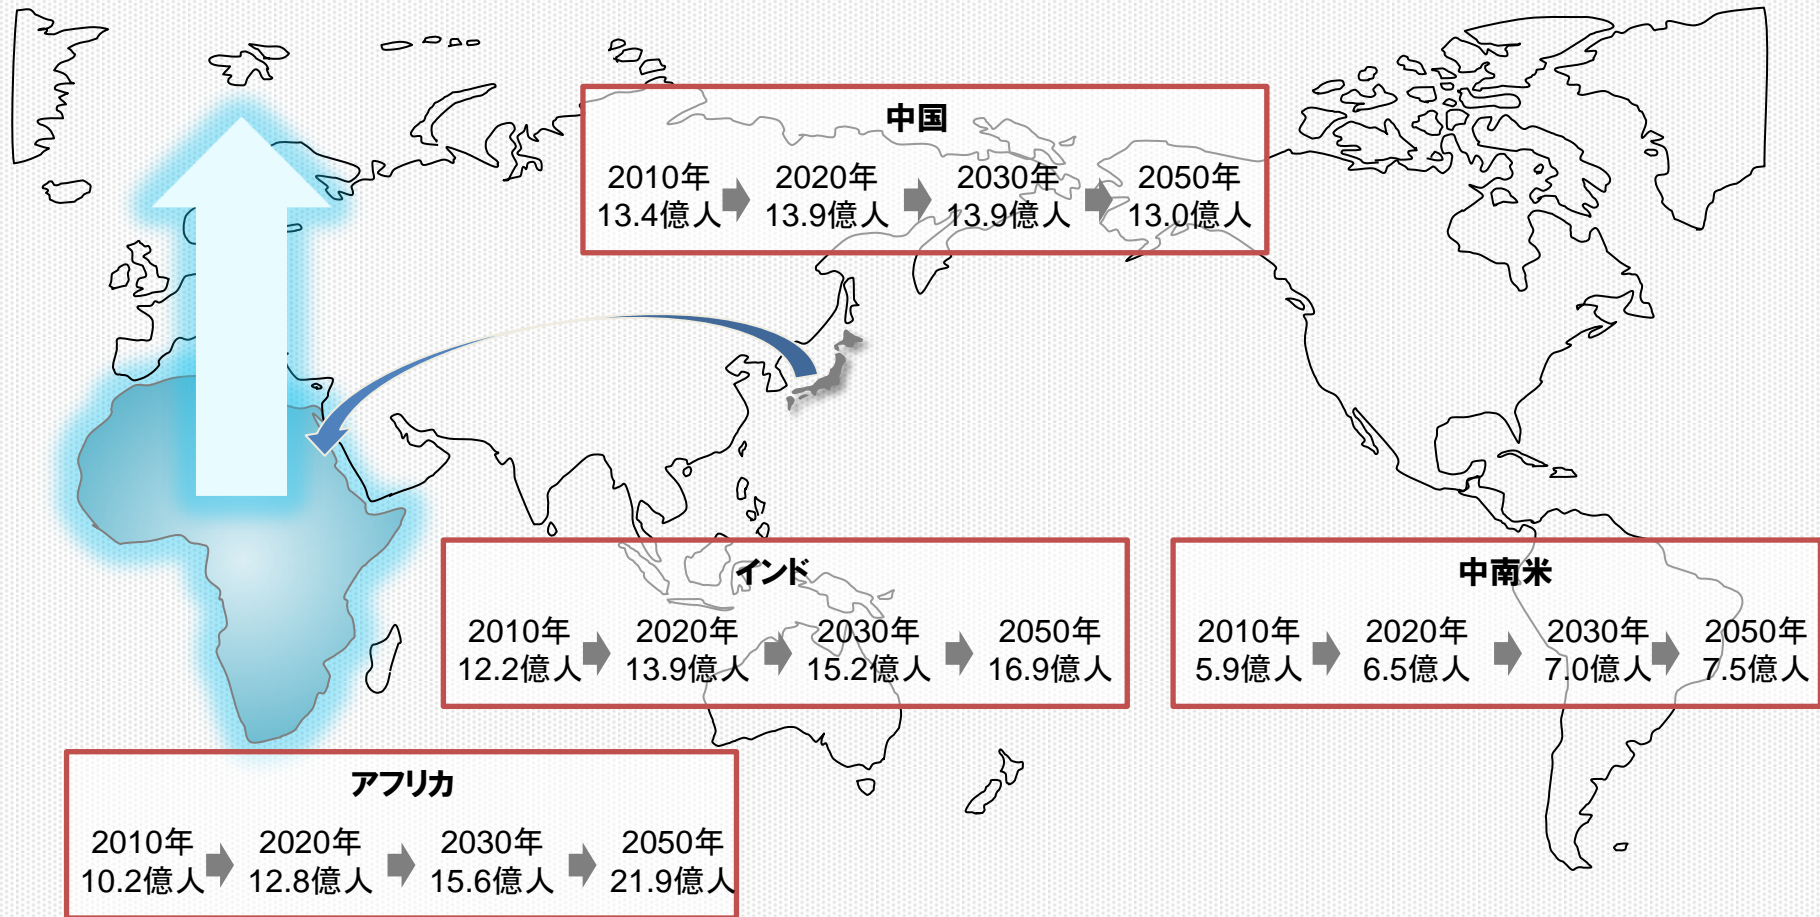 中国
2010年 2020年 2030年 2050年
13.4億人 13.9億人 13.9億人 13.0億人
インド
2010年 2020年 2030年 2050年
12.2億人 13.9億人 15.2億人 16.9億人
中南米
2010年 2020年 2030年 2050年
5.9億人 6.5億人 7.0億人 7.5億人
アフリカ
2010年 2020年 2030年 2050年
10.2億人 12.8億人 15.6億人 21.9億人